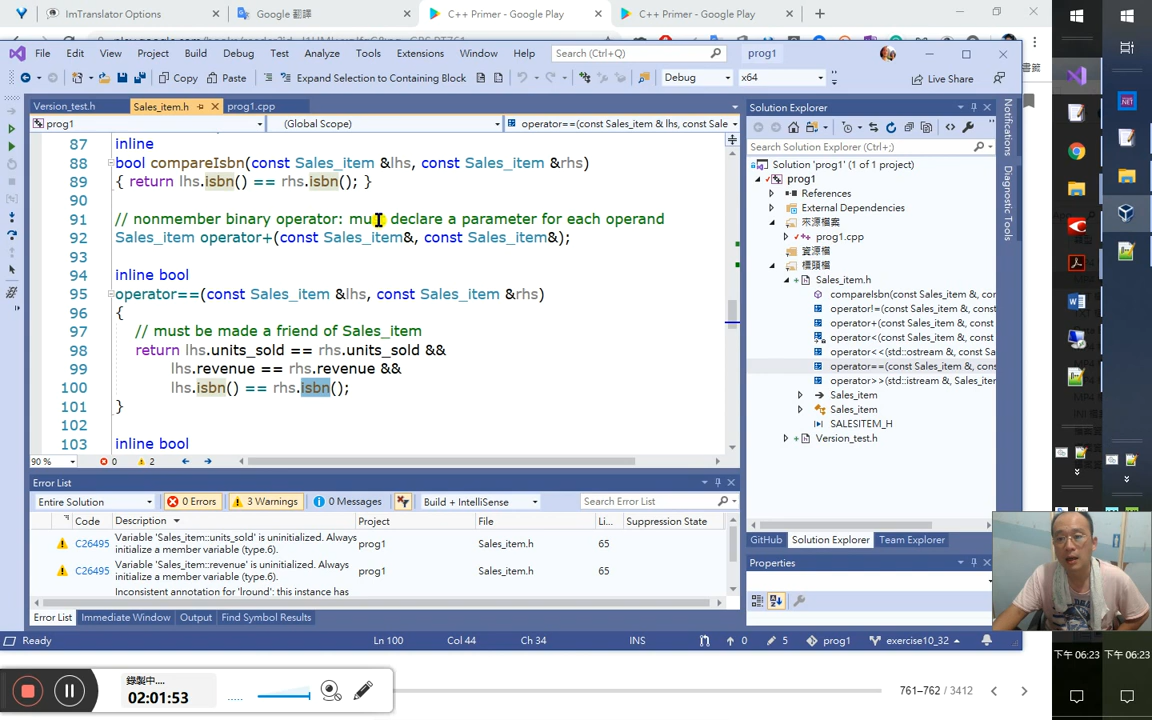 ImTranslator Options
Google 翻譯
C++ Primer - Google Play
C++ Primer - Google Play
File Edit View Project Build Debug Test Analyze Tools Extensions Window Help
Search (Ctrl+Q)
prog1
Copy Paste
Expand Selection to Containing Block
Debug
x64
Live Share
Version_test.h
Sales_item.h
prog1.cpp
prog1
(Global Scope)
operator==(const Sales_item & lhs, const Sale
87 inline
88 bool compareIsbn(const Sales_item &lhs, const Sales_item &rhs)
89 { return lhs.isbn() == rhs.isbn(); }
90
91 // nonmember binary operator: must declare a parameter for each operand
92 Sales_item operator+(const Sales_item&, const Sales_item&);
93
94 inline bool
95 operator==(const Sales_item &lhs, const Sales_item &rhs)
96 {
97 // must be made a friend of Sales_item
98 return lhs.units_sold == rhs.units_sold &&
99 lhs.revenue == rhs.revenue &&
100 lhs.isbn() == rhs.isbn();
101 }
102
103 inline bool
90 %
0
2
Solution Explorer
Search Solution Explorer (Ctrl+;)
Solution 'prog1' (1 of 1 project)
prog1
References
External Dependencies
來源檔案
prog1.cpp
資源檔
標頭檔
Sales_item.h
compareIsbn(const Sales_item &, co
operator!=(const Sales_item &, cons
operator+(const Sales_item &, const
operator<(const Sales_item &, const
operator<<(std::ostream &, const Sa
operator==(const Sales_item &, cons
operator>>(std::istream &, Sales_item
Sales_item
Sales_item
SALESITEM_H
Version_test.h
Notifications
Diagnostic Tools
GitHub Solution Explorer Team Explorer
Properties
Error List
Entire Solution
0 Errors
3 Warnings
0 Messages
Build + IntelliSense
Search Error List
Code Description Project File Li... Suppression State
C26495 Variable 'Sales_item::units_sold' is uninitialized. Always initialize a member variable (type.6). prog1 Sales_item.h 65
C26495 Variable 'Sales_item::revenue' is uninitialized. Always initialize a member variable (type.6). prog1 Sales_item.h 65
Inconsistent annotation for 'lround': this instance has
Error List Immediate Window Output Find Symbol Results
Ready
Ln 100
Col 44
Ch 34
INS
0
5
prog1
exercise10_32
錄製中....
02:01:53
761–762 / 3412
下午 06:23
下午 06:23